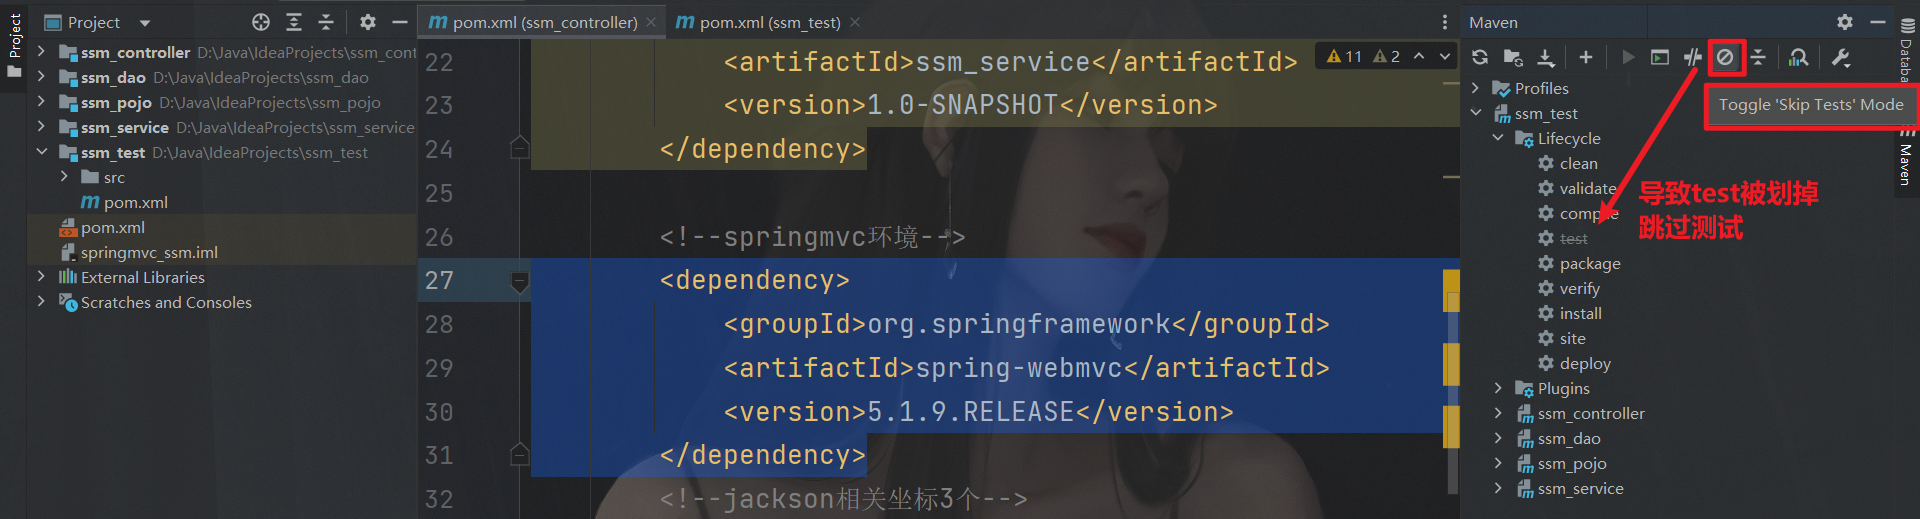 Project
Project
ssm_controller D:\Java\IdeaProjects\ssm_cont
ssm_dao D:\Java\IdeaProjects\ssm_dao
ssm_pojo D:\Java\IdeaProjects\ssm_pojo
ssm_service D:\Java\IdeaProjects\ssm_service
ssm_test D:\Java\IdeaProjects\ssm_test
src
pom.xml
pom.xml
springmvc_ssm.iml
External Libraries
Scratches and Consoles
pom.xml (ssm_controller)
pom.xml (ssm_test)
11 2
22 <artifactId>ssm_service</artifactId>
23 <version>1.0-SNAPSHOT</version>
24 </dependency>
25
26 <!--springmvc环境-->
27 <dependency>
28 <groupId>org.springframework</groupId>
29 <artifactId>spring-webmvc</artifactId>
30 <version>5.1.9.RELEASE</version>
31 </dependency>
32 <!--jackson相关坐标3个-->
Maven
Toggle 'Skip Tests' Mode
Profiles
ssm_test
Lifecycle
clean
validate
compile
test
package
verify
install
site
deploy
Plugins
ssm_controller
ssm_dao
ssm_pojo
ssm_service
导致test被划掉
跳过测试
Databa
Maven